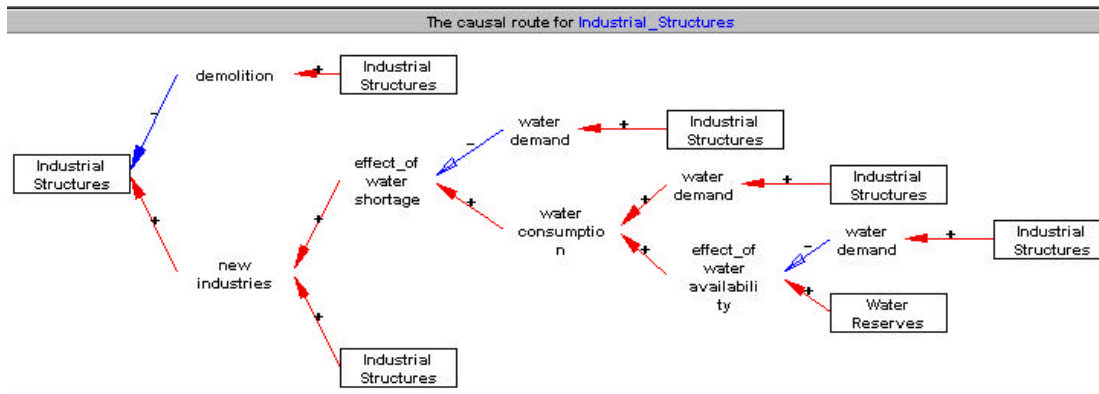 The causal route for Industrial_Structures
demolition
+
Industrial
Structures
−
Industrial
Structures
+
new
industries
effect_of
water
shortage
+
+
Industrial
Structures
water
demand
+
Industrial
Structures
−
+
water
consumptio
n
water
demand
+
Industrial
Structures
+
+
effect_of
water
availabili
ty
water
demand
+
Industrial
Structures
−
+
Water
Reserves